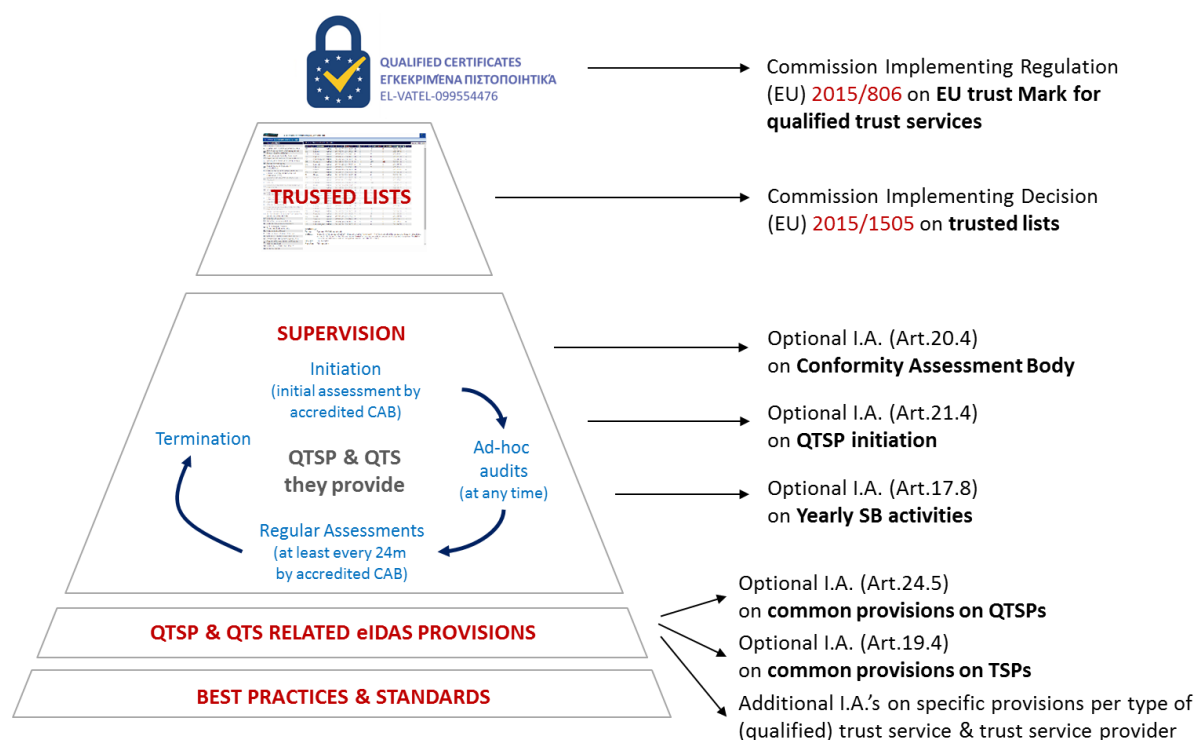 QUALIFIED CERTIFICATES
ΕΓΚΕΚΡΙΜΈΝΑ ΠΙΣΤΟΠΟΙΗΤΙΚΆ
EL-VATEL-099554476
Commission Implementing Regulation
(EU) 2015/806 on EU trust Mark for
qualified trust services
TRUSTED LISTS
Commission Implementing Decision
(EU) 2015/1505 on trusted lists
SUPERVISION
Initiation
(initial assessment by
accredited CAB)
Termination
QTSP & QTS
they provide
Ad-hoc
audits
(at any time)
Regular Assessments
(at least every 24m
by accredited CAB)
Optional I.A. (Art.20.4)
on Conformity Assessment Body
Optional I.A. (Art.21.4)
on QTSP initiation
Optional I.A. (Art.17.8)
on Yearly SB activities
QTSP & QTS RELATED eIDAS PROVISIONS
Optional I.A. (Art.24.5)
on common provisions on QTSPs
Optional I.A. (Art.19.4)
on common provisions on TSPs
Additional I.A.'s on specific provisions per type of
(qualified) trust service & trust service provider
BEST PRACTICES & STANDARDS